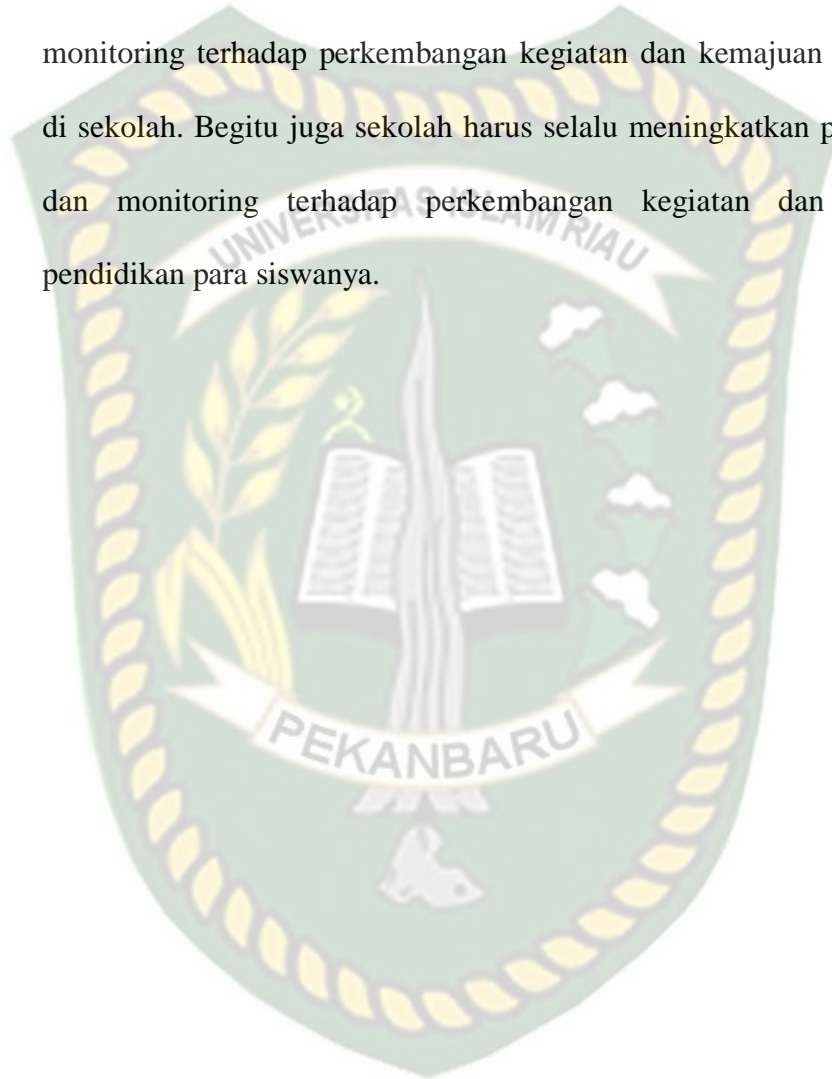 monitoring terhadap perkembangan kegiatan dan kemajuan
di sekolah. Begitu juga sekolah harus selalu meningkatkan
dan monitoring terhadap perkembangan kegiatan dan
pendidikan para siswanya.
UNIVERSITAS ISLAM RIAU
PEKANBARU